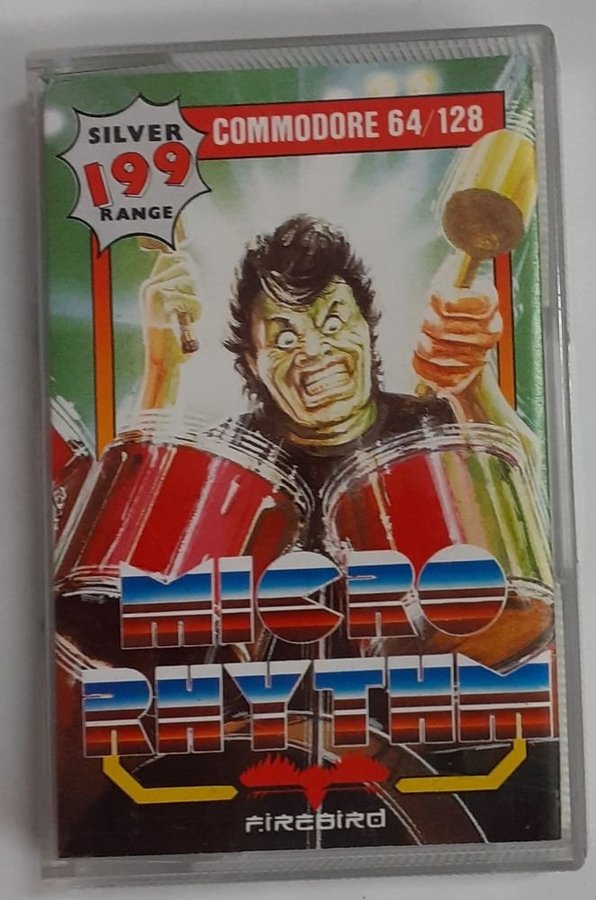 SILVER
199
RANGE
COMMODORE 64/128
MICRO
RHYTHM
FIREBIRD